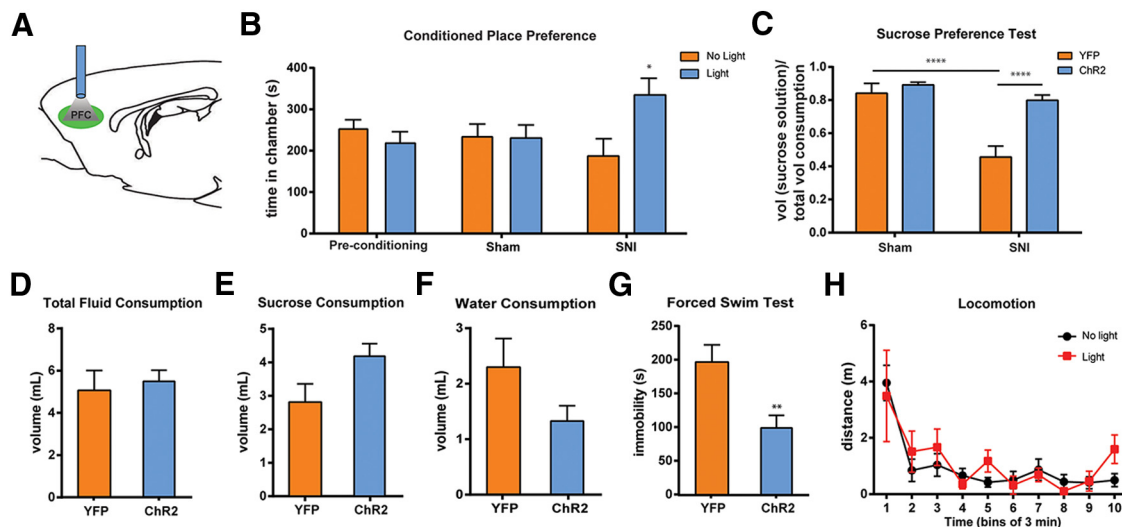 A
PFC
B
Conditioned Place Preference
No Light
Light
time in chamber (s)
400
300
200
100
0
*
Pre-conditioning
Sham
SNI
C
Sucrose Preference Test
YFP
ChR2
vol (sucrose solution)/
total vol consumption
1.0
0.8
0.6
0.4
0.2
0.0
****
****
Sham
SNI
D
Total Fluid Consumption
volume (mL)
8
6
4
2
0
YFP
ChR2
E
Sucrose Consumption
volume (mL)
5
4
3
2
1
0
YFP
ChR2
F
Water Consumption
volume (mL)
3
2
1
0
YFP
ChR2
G
Forced Swim Test
immobility (s)
250
200
150
100
50
0
**
YFP
ChR2
H
Locomotion
No light
Light
distance (m)
6
4
2
0
1 2 3 4 5 6 7 8 9 10
Time (bins of 3 min)